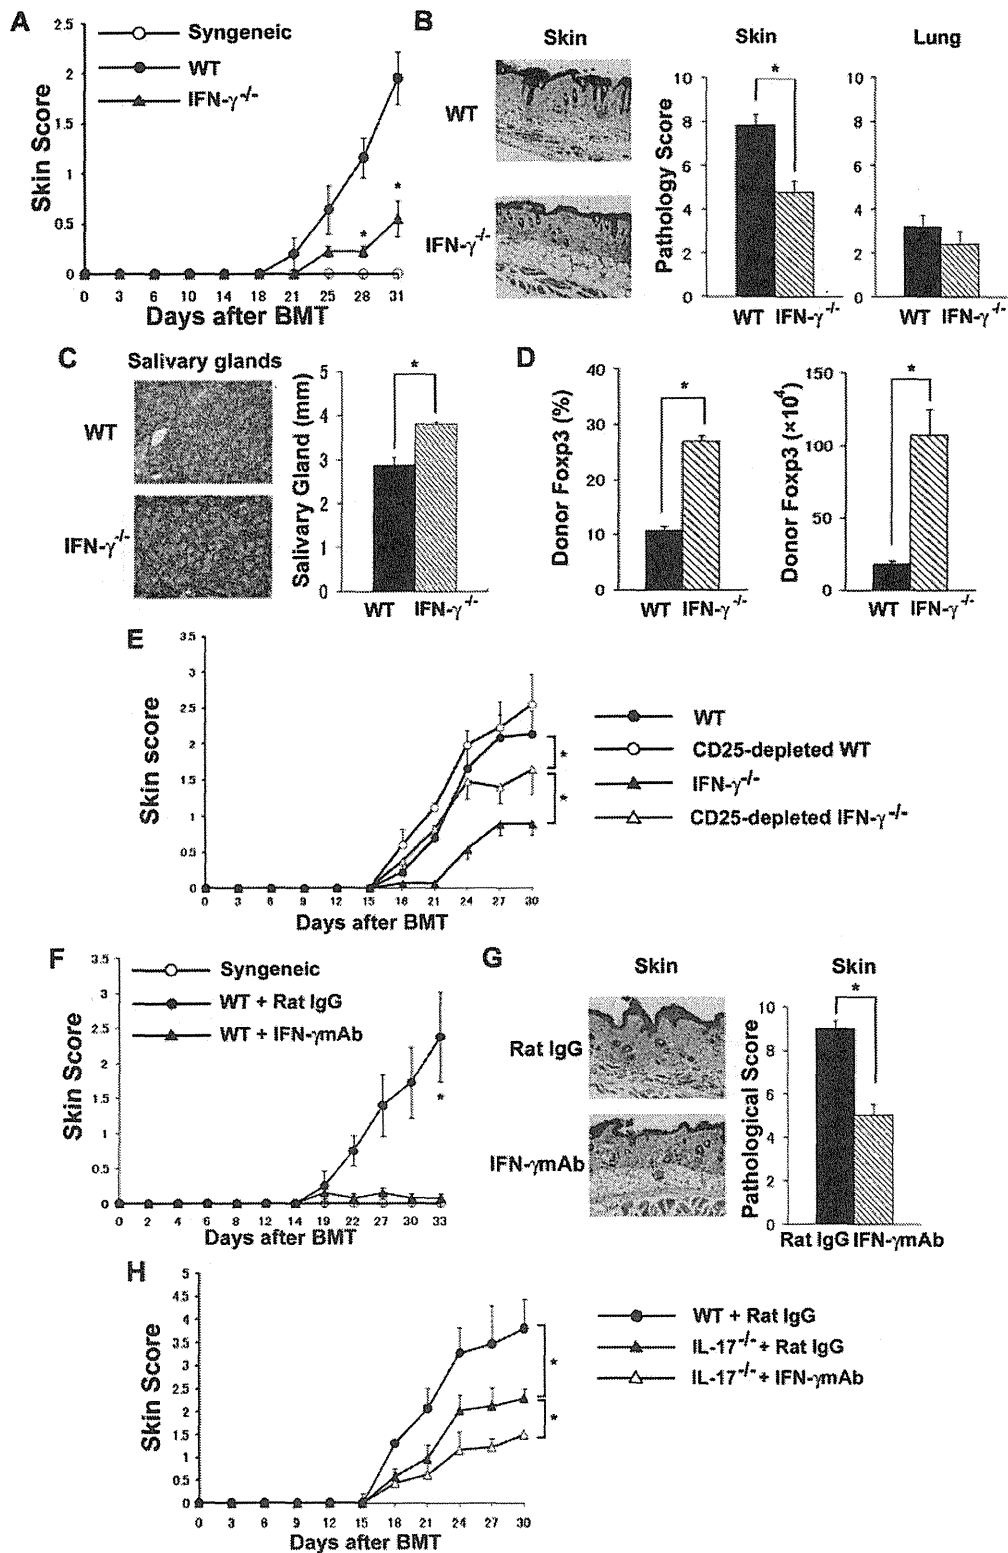 A
Skin Score
2.5
2
1.5
1
0.5
0
Syngeneic
WT
IFN-γ-/-
*
*
0 3 6 10 14 18 21 25 28 31
Days after BMT
B
Skin
WT
IFN-γ-/-
Skin
Pathology Score
10
8
6
4
2
0
*
WT IFN-γ-/-
Lung
10
8
6
4
2
0
WT IFN-γ-/-
C
Salivary glands
WT
IFN-γ-/-
Salivary Gland (mm)
5
4
3
2
1
0
*
WT IFN-γ-/-
D
Donor Foxp3 (%)
40
30
20
10
0
*
WT IFN-γ-/-
Donor Foxp3 (×10⁴)
150
100
50
0
*
WT IFN-γ-/-
E
Skin score
3.5
3
2.5
2
1.5
1
0.5
0
*
*
0 3 6 9 12 15 18 21 24 27 30
Days after BMT
WT
CD25-depleted WT
IFN-γ-/-
CD25-depleted IFN-γ-/-
F
Skin Score
3.5
3
2.5
2
1.5
1
0.5
0
Syngeneic
WT + Rat IgG
WT + IFN-γmAb
*
0 2 4 6 8 12 14 19 22 27 30 33
Days after BMT
G
Skin
Rat IgG
IFN-γmAb
Skin
Pathological Score
10
8
6
4
2
0
*
Rat IgG IFN-γmAb
H
Skin Score
5
4.5
4
3.5
3
2.5
2
1.5
1
0.5
0
*
*
0 3 6 9 12 15 18 21 24 27 30
Days after BMT
WT + Rat IgG
IL-17-/- + Rat IgG
IL-17-/- + IFN-γmAb